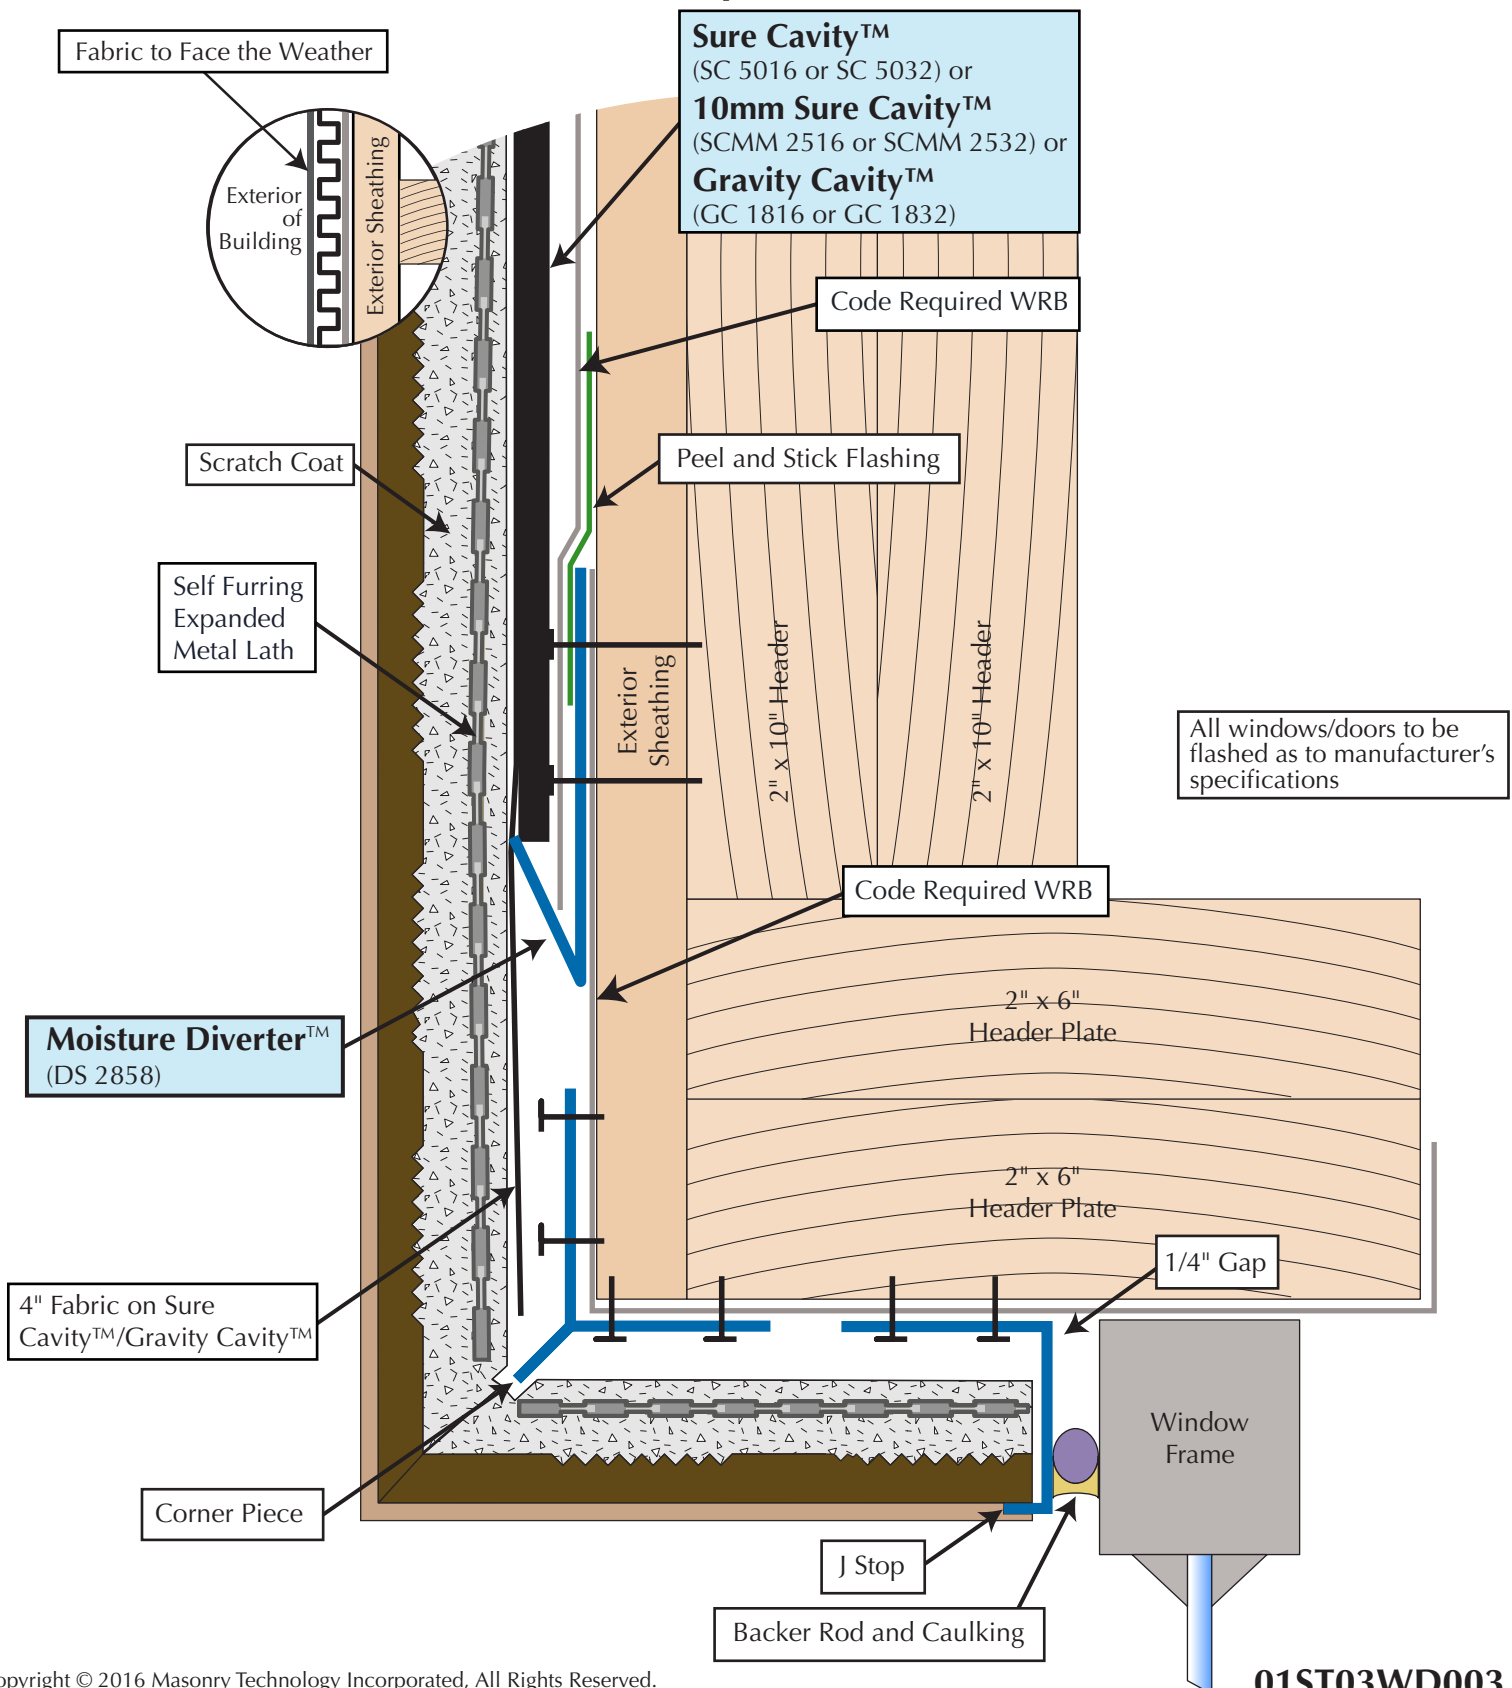 Sure Cavity™
(SC 5016 or SC 5032) or
10mm Sure Cavity™
(SCMM 2516 or SCMM 2532) or
Gravity Cavity™
(GC 1816 or GC 1832)
Fabric to Face the Weather
Exterior
of
Building
Exterior Sheathing
Code Required WRB
Scratch Coat
Peel and Stick Flashing
Self Furring
Expanded
Metal Lath
Exterior
Sheathing
2" x 10" Header
2" x 10" Header
All windows/doors to be
flashed as to manufacturer's
specifications
Code Required WRB
Moisture Diverter™
(DS 2858)
2" x 6"
Header Plate
2" x 6"
Header Plate
1/4" Gap
4" Fabric on Sure
Cavity™/Gravity Cavity™
Window
Frame
Corner Piece
J Stop
Backer Rod and Caulking
opyright © 2016 Masonry Technology Incorporated, All Rights Reserved.
01ST03WD003